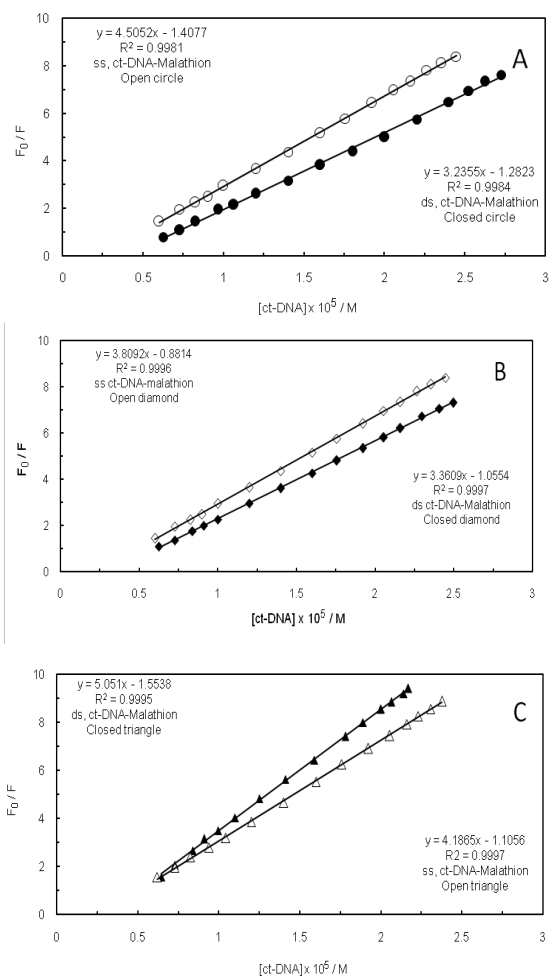 y = 4.5052x - 1.4077
R² = 0.9981
ss, ct-DNA-Malathion
Open circle
A
y = 3.2355x - 1.2823
R² = 0.9984
ds, ct-DNA-Malathion
Closed circle
F₀ / F
10
8
6
4
2
0
0 0.5 1 1.5 2 2.5 3
[ct-DNA] x 10⁵ / M
y = 3.8092x - 0.8814
R² = 0.9996
ss ct-DNA-malathion
Open diamond
B
y = 3.3609x - 1.0554
R² = 0.9997
ds ct-DNA-Malathion
Closed diamond
F₀ / F
10
8
6
4
2
0
0 0.5 1 1.5 2 2.5 3
[ct-DNA] x 10⁵ / M
y = 5.051x - 1.5538
R² = 0.9995
ds, ct-DNA-Malathion
Closed triangle
C
y = 4.1865x - 1.1056
R2 = 0.9997
ss, ct-DNA-Malathion
Open triangle
F₀ / F
10
8
6
4
2
0
0 0.5 1 1.5 2 2.5 3
[ct-DNA] x 10⁵ / M